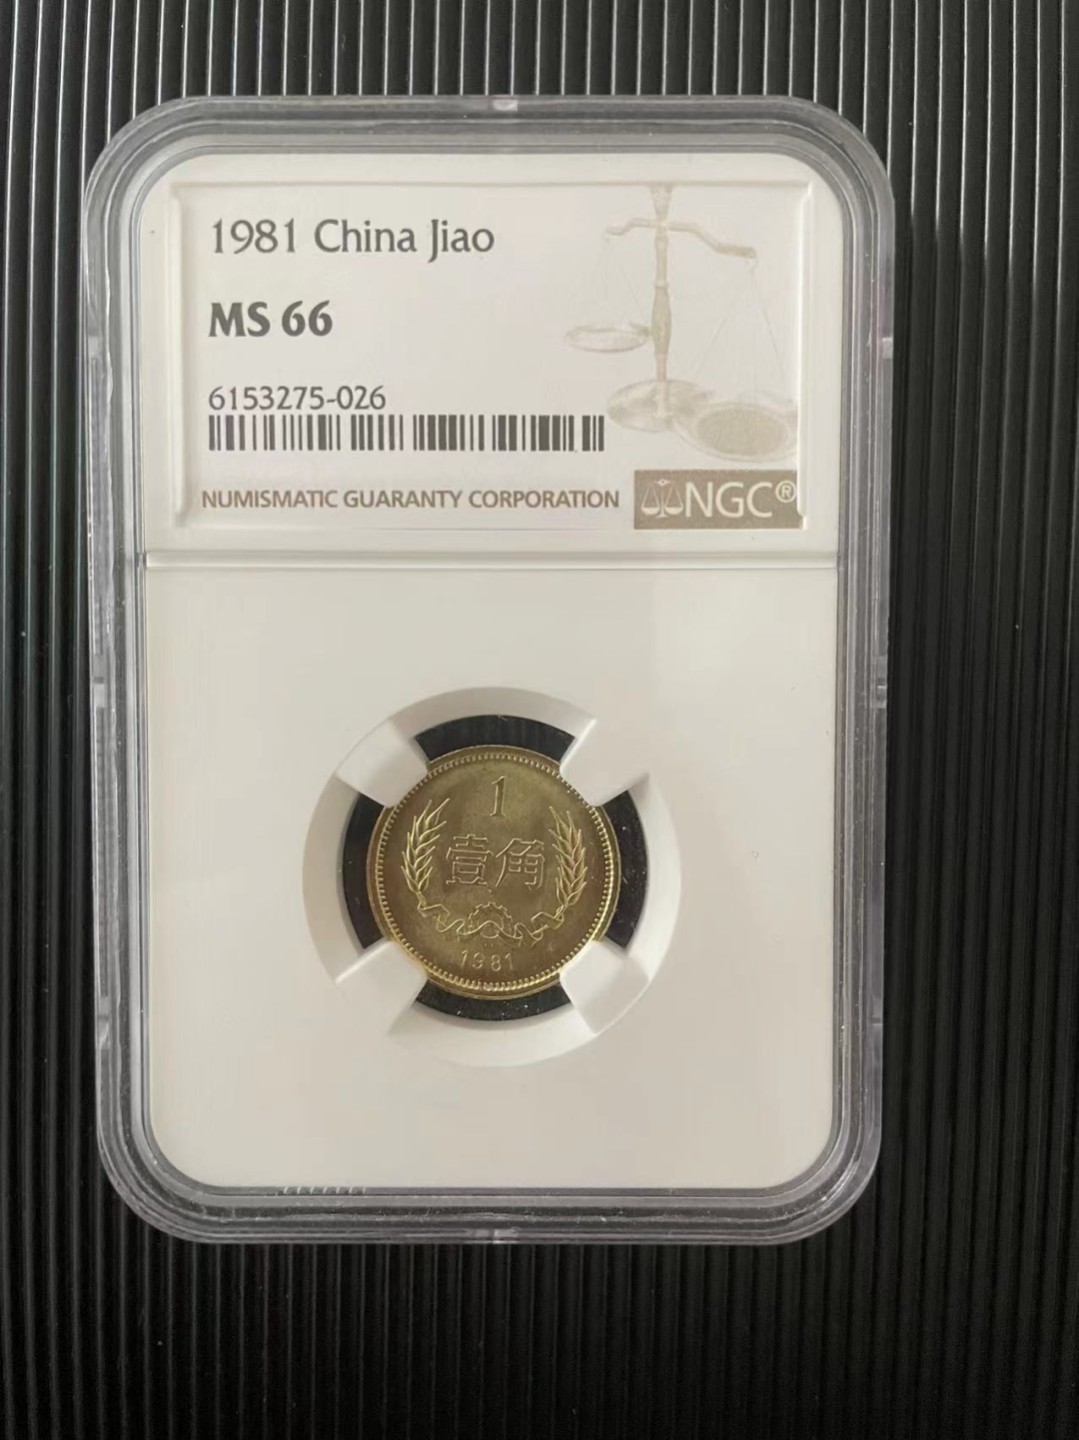 1981 China Jiao
MS 66
6153275-026
NUMISMATIC GUARANTY CORPORATION
NGC®
1
壹角
1981